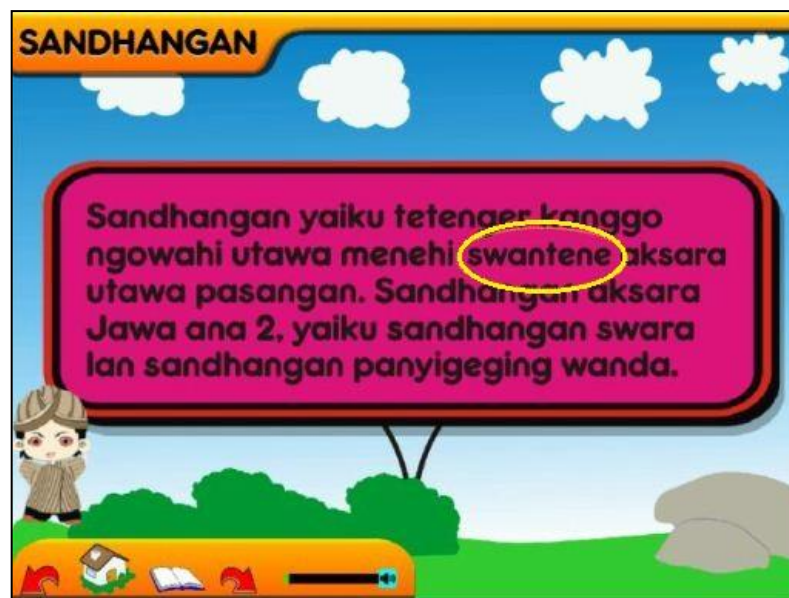 SANDHANGAN
Sandhangan yaiku tetenger kanggo
ngowahi utawa menehi swantene aksara
utawa pasangan. Sandhangan aksara
Jawa ana 2, yaiku sandhangan swara
lan sandhangan panyigeging wanda.